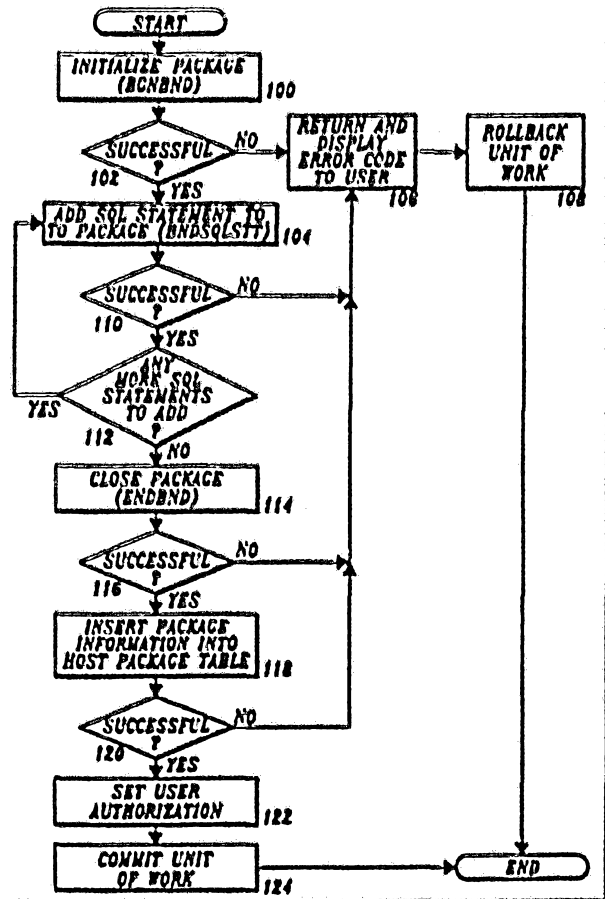 START
INITIALIZE PACKAGE
(BGNBND)
100
SUCCESSFUL
?
102
NO
YES
RETURN AND
DISPLAY
ERROR CODE
TO USER
106
ROLLBACK
UNIT OF
WORK
108
ADD SQL STATEMENT TO
TO PACKAGE (BNDSQLSTT)
104
SUCCESSFUL
?
110
NO
YES
ANY
MORE SQL
STATEMENTS
TO ADD
?
112
YES
NO
CLOSE PACKAGE
(ENDBND)
114
SUCCESSFUL
?
116
NO
YES
INSERT PACKAGE
INFORMATION INTO
HOST PACKAGE TABLE
118
SUCCESSFUL
?
120
NO
YES
SET USER
AUTHORIZATION
122
COMMIT UNIT
OF WORK
124
END